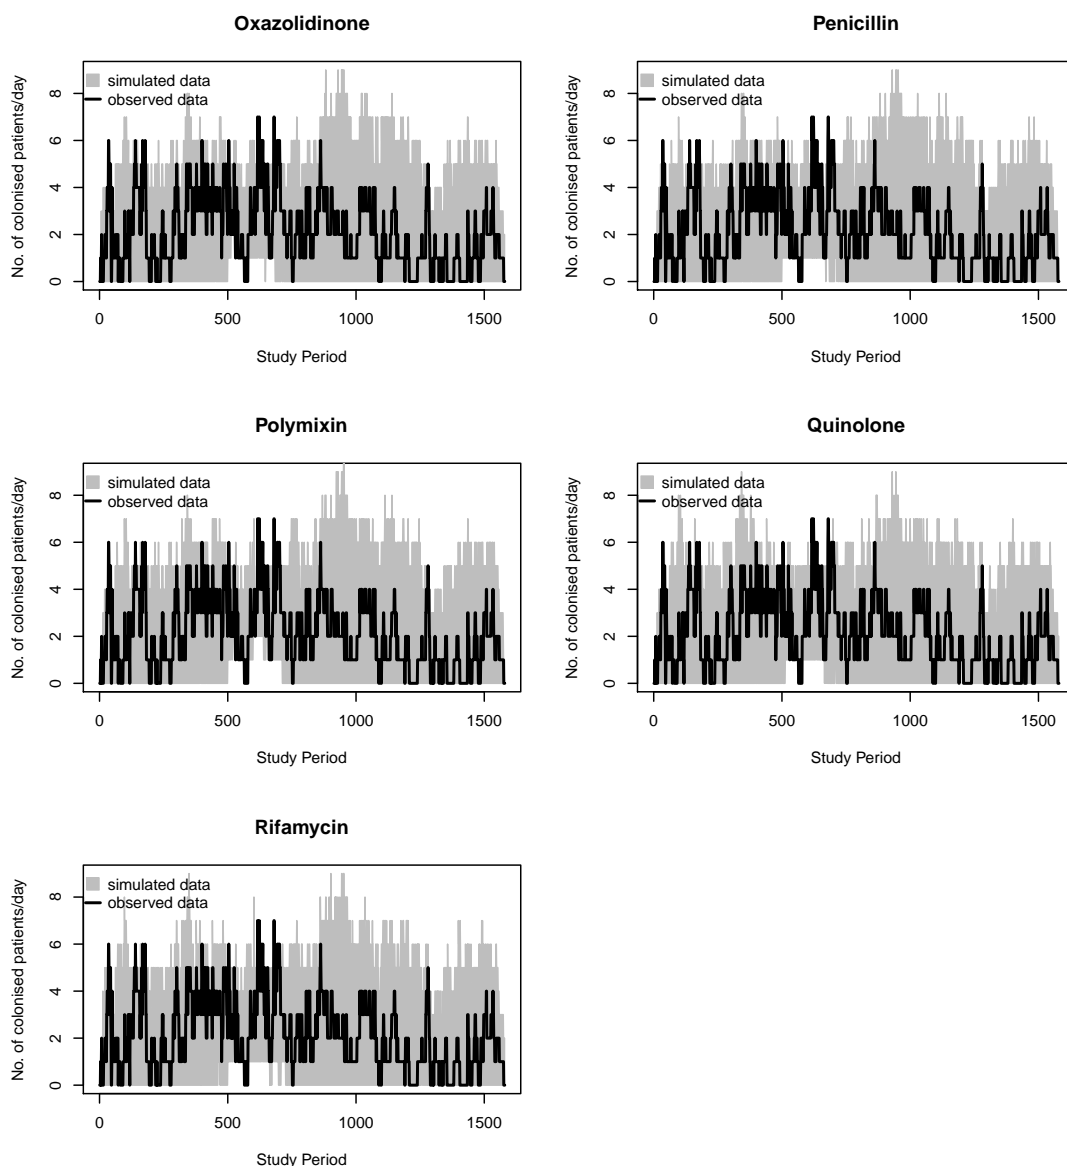 Oxazolidinone
simulated data
observed data
No. of colonised patients/day
0 2 4 6 8
0 500 1000 1500
Study Period
Penicillin
simulated data
observed data
No. of colonised patients/day
0 2 4 6 8
0 500 1000 1500
Study Period
Polymixin
simulated data
observed data
No. of colonised patients/day
0 2 4 6 8
0 500 1000 1500
Study Period
Quinolone
simulated data
observed data
No. of colonised patients/day
0 2 4 6 8
0 500 1000 1500
Study Period
Rifamycin
simulated data
observed data
No. of colonised patients/day
0 2 4 6 8
0 500 1000 1500
Study Period